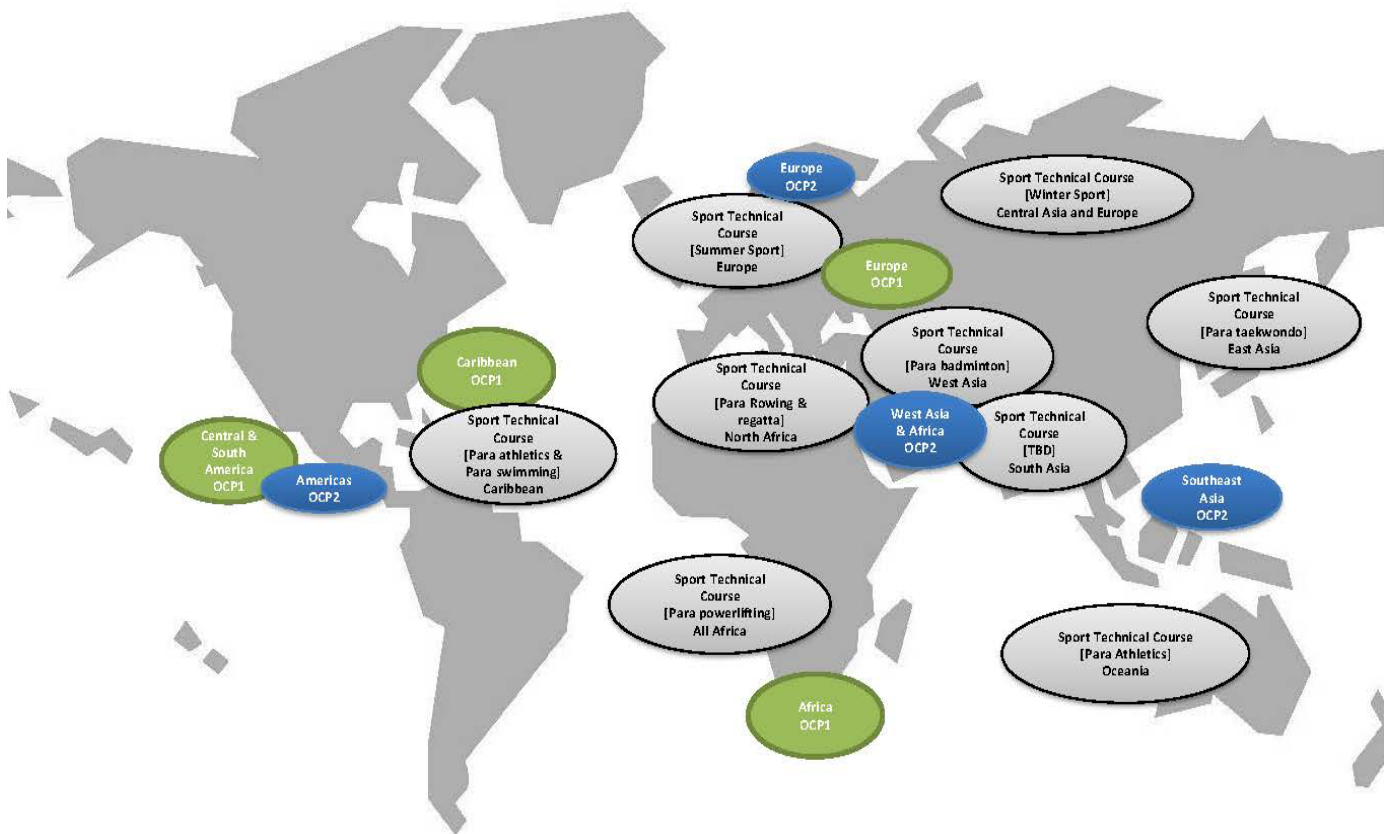 Europe
OCP2
Sport Technical Course
[Winter Sport]
Central Asia and Europe
Sport Technical
Course
[Summer Sport]
Europe
Europe
OCP1
Sport Technical
Course
[Para taekwondo]
East Asia
Sport Technical
Course
[Para badminton]
West Asia
Caribbean
OCP1
Sport Technical
Course
[Para Rowing &
regatta]
North Africa
West Asia
& Africa
OCP2
Sport Technical
Course
[TBD]
South Asia
Central &
South
America
OCP1
Americas
OCP2
Sport Technical
Course
[Para athletics &
Para swimming]
Caribbean
Southeast
Asia
OCP2
Sport Technical
Course
[Para powerlifting]
All Africa
Sport Technical Course
[Para Athletics]
Oceania
Africa
OCP1